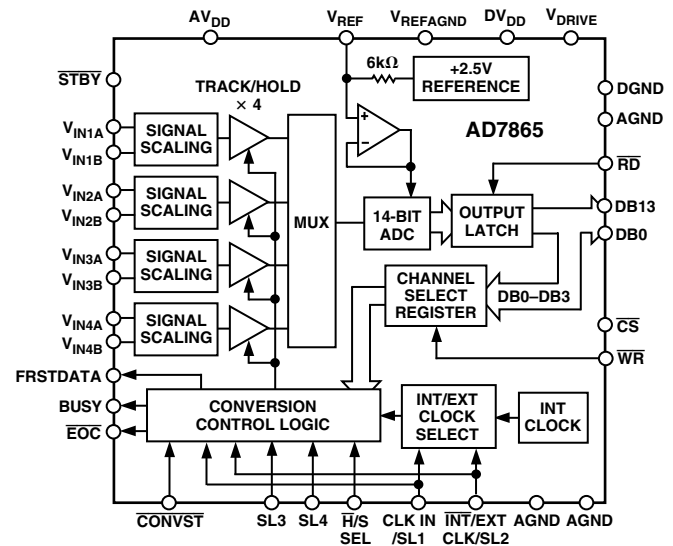 AVDD
VREF
VREFAGND
DVDD
VDRIVE
STBY
TRACK/HOLD
× 4
6kΩ
+2.5V
REFERENCE
DGND
AGND
AD7865
VIN1A
VIN1B
SIGNAL
SCALING
+
−
RD
VIN2A
VIN2B
SIGNAL
SCALING
MUX
14-BIT
ADC
OUTPUT
LATCH
DB13
DB0
VIN3A
VIN3B
SIGNAL
SCALING
CHANNEL
SELECT
REGISTER
DB0–DB3
VIN4A
VIN4B
SIGNAL
SCALING
CS
WR
FRSTDATA
BUSY
EOC
CONVERSION
CONTROL LOGIC
INT/EXT
CLOCK
SELECT
INT
CLOCK
CONVST
SL3
SL4
H/S
SEL
CLK IN
/SL1
INT/EXT
CLK/SL2
AGND
AGND